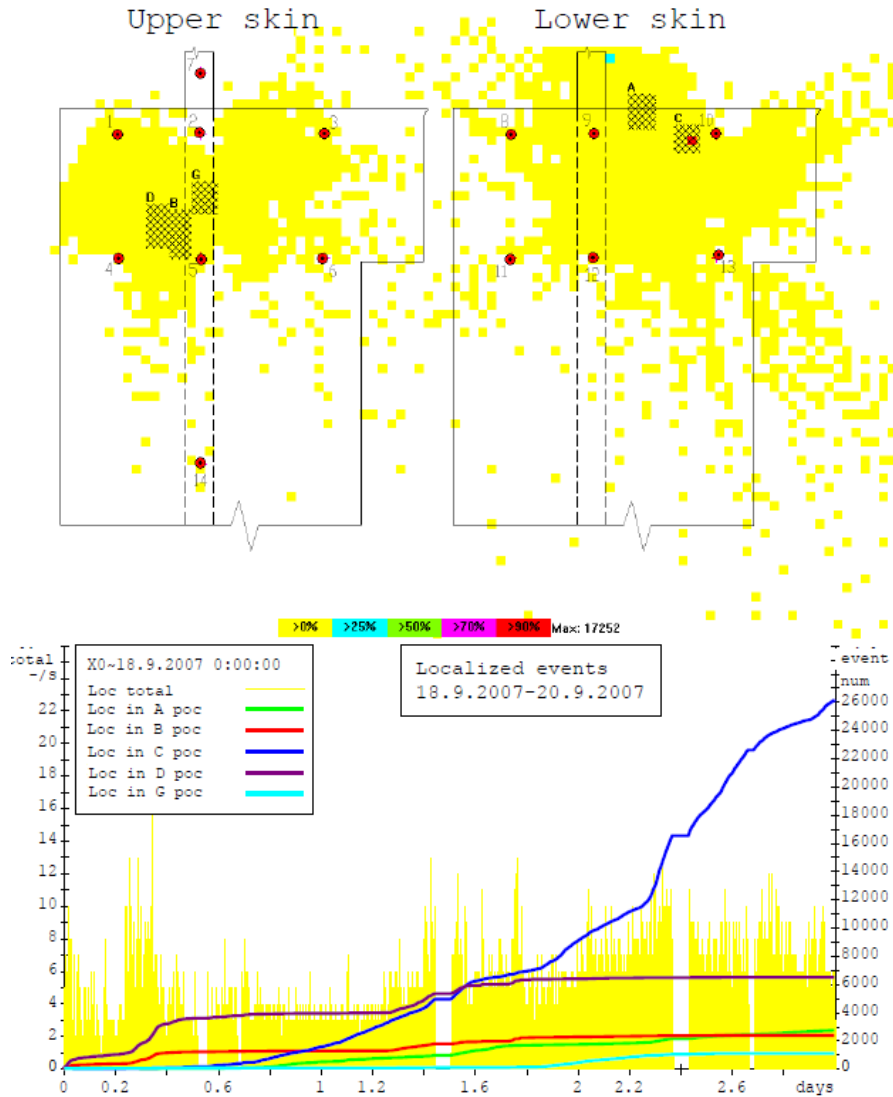 Upper skin Lower skin
7
A
C
1 2 3 8 9 10
G
D B
4 5 6 11 12 13
14
>0% >25% >50% >70% >90% Max: 17252
total
-/s
X0~18.9.2007 0:00:00
Loc total
Loc in A poc
Loc in B poc
Loc in C poc
Loc in D poc
Loc in G poc
Localized events
18.9.2007-20.9.2007
event
num
22
20
18
16
14
12
10
8
6
4
2
0
26000
24000
22000
20000
18000
16000
14000
12000
10000
8000
6000
4000
2000
0
0 0.2 0.6 1 1.2 1.6 2 2.2 2.6 days